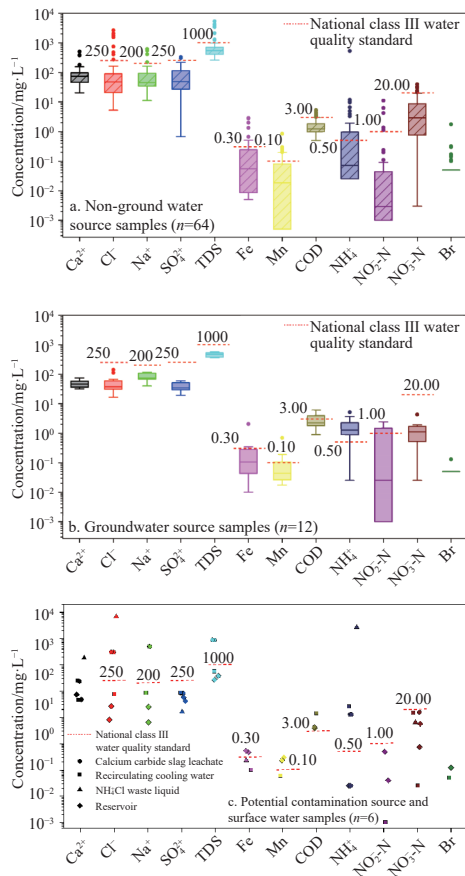 a.
10⁵
10⁴
10³
10²
10¹
10⁰
10⁻¹
10⁻²
10⁻³
Concentration/mg·L⁻¹
National class III water
quality standard
250
200
250
1000
0.30
0.10
3.00
0.50
1.00
20.00
a. Non-ground water
source samples (n=64)
Ca²⁺
Cl⁻
Na⁺
SO₄²⁺
TDS
Fe
Mn
COD
NH₄⁺
NO₂⁻-N
NO₃⁻-N
Br
10⁵
10⁴
10³
10²
10¹
10⁰
10⁻¹
10⁻²
10⁻³
Concentration/mg·L⁻¹
National class III water
quality standard
250
200
250
1000
0.30
0.10
3.00
0.50
1.00
20.00
b. Groundwater source samples (n=12)
Ca²⁺
Cl⁻
Na⁺
SO₄²⁺
TDS
Fe
Mn
COD
NH₄⁺
NO₂⁻-N
NO₃⁻-N
Br
10⁴
10³
10²
10¹
10⁰
10⁻¹
10⁻²
10⁻³
Concentration/mg·L⁻¹
250
200
250
1000
0.30
0.10
3.00
0.50
1.00
20.00
National class III
water quality standard
Calcium carbide slag leachate
Recirculating cooling water
NH₄Cl waste liquid
Reservoir
c. Potential contamination source and
surface water samples (n=6)
Ca²⁺
Cl⁻
Na⁺
SO₄²⁺
TDS
Fe
Mn
COD
NH₄⁺
NO₂⁻-N
NO₃⁻-N
Br